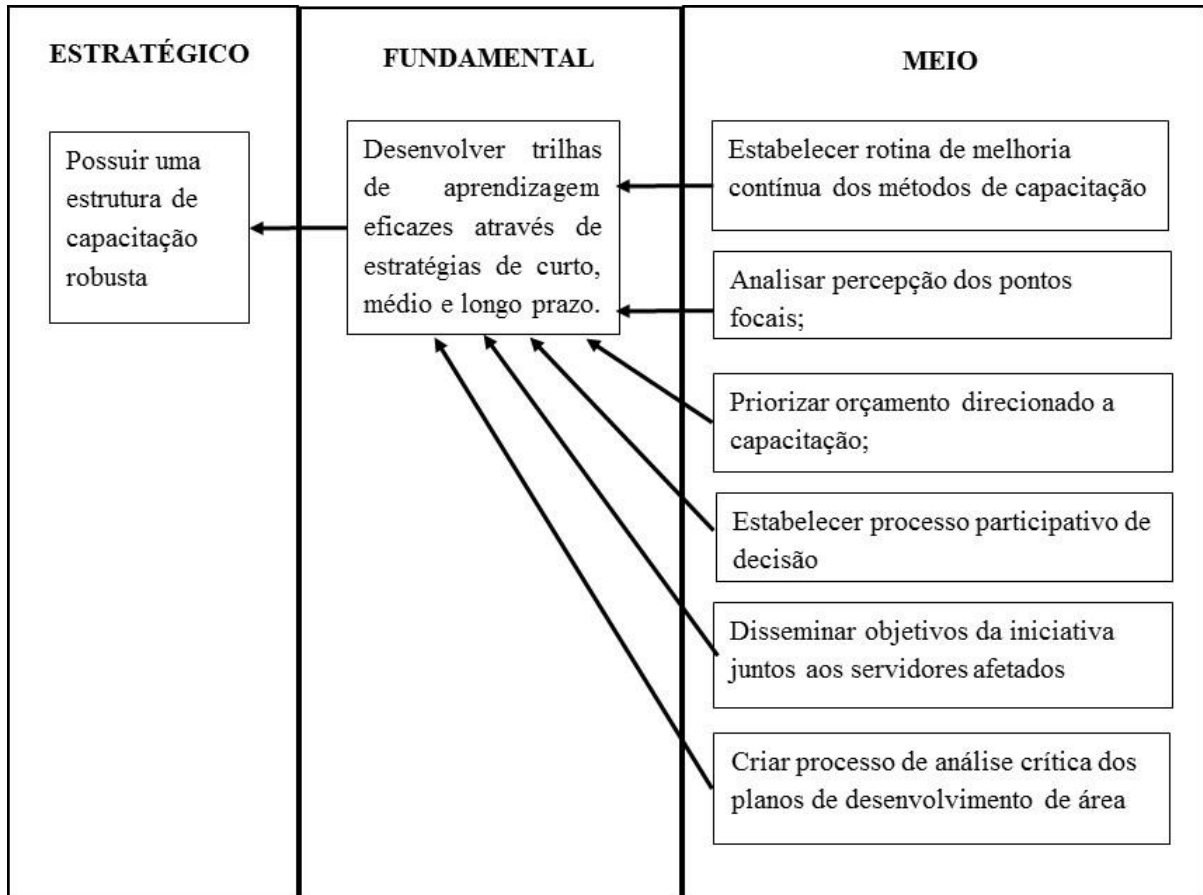 ESTRATÉGICO
FUNDAMENTAL
MEIO
Possuir uma
estrutura de
capacitação
robusta
Desenvolver trilhas
de aprendizagem
eficazes através de
estratégias de curto,
médio e longo prazo.
Estabelecer rotina de melhoria
contínua dos métodos de capacitação
Analisar percepção dos pontos
focais;
Priorizar orçamento direcionado a
capacitação;
Estabelecer processo participativo de
decisão
Disseminar objetivos da iniciativa
juntos aos servidores afetados
Criar processo de análise crítica dos
planos de desenvolvimento de área